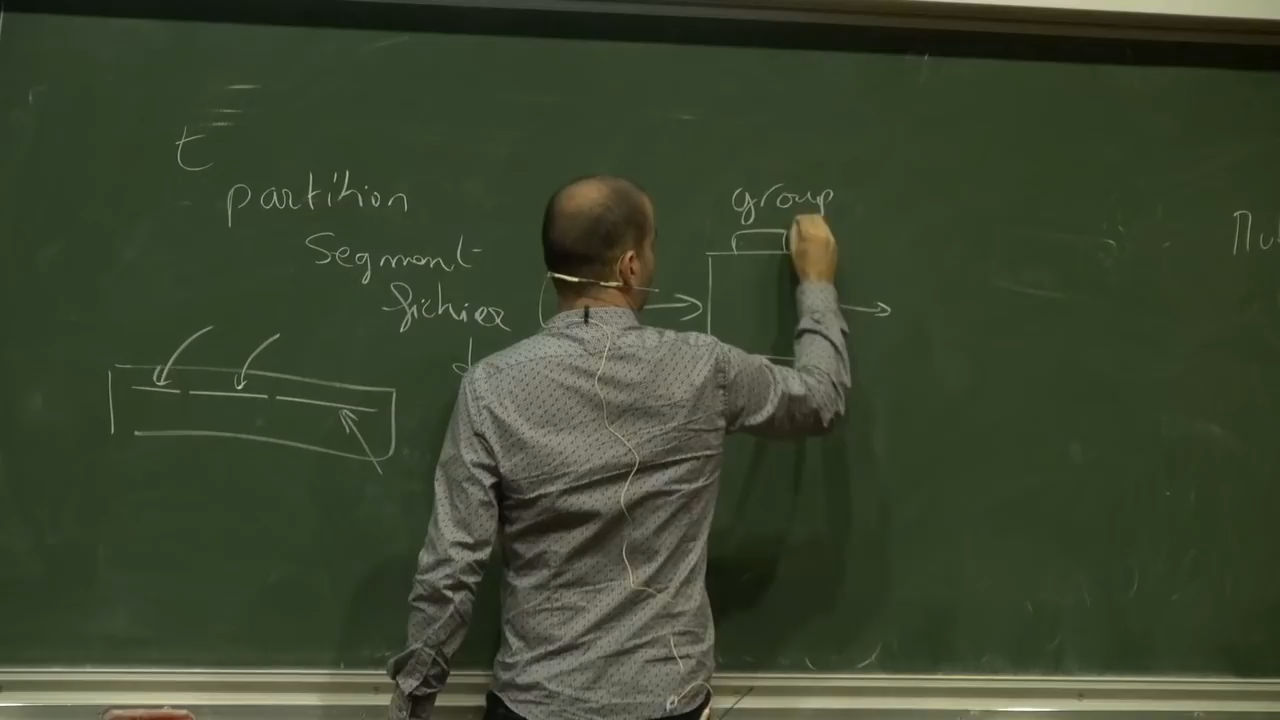 t
partition
Segment
fichier
group